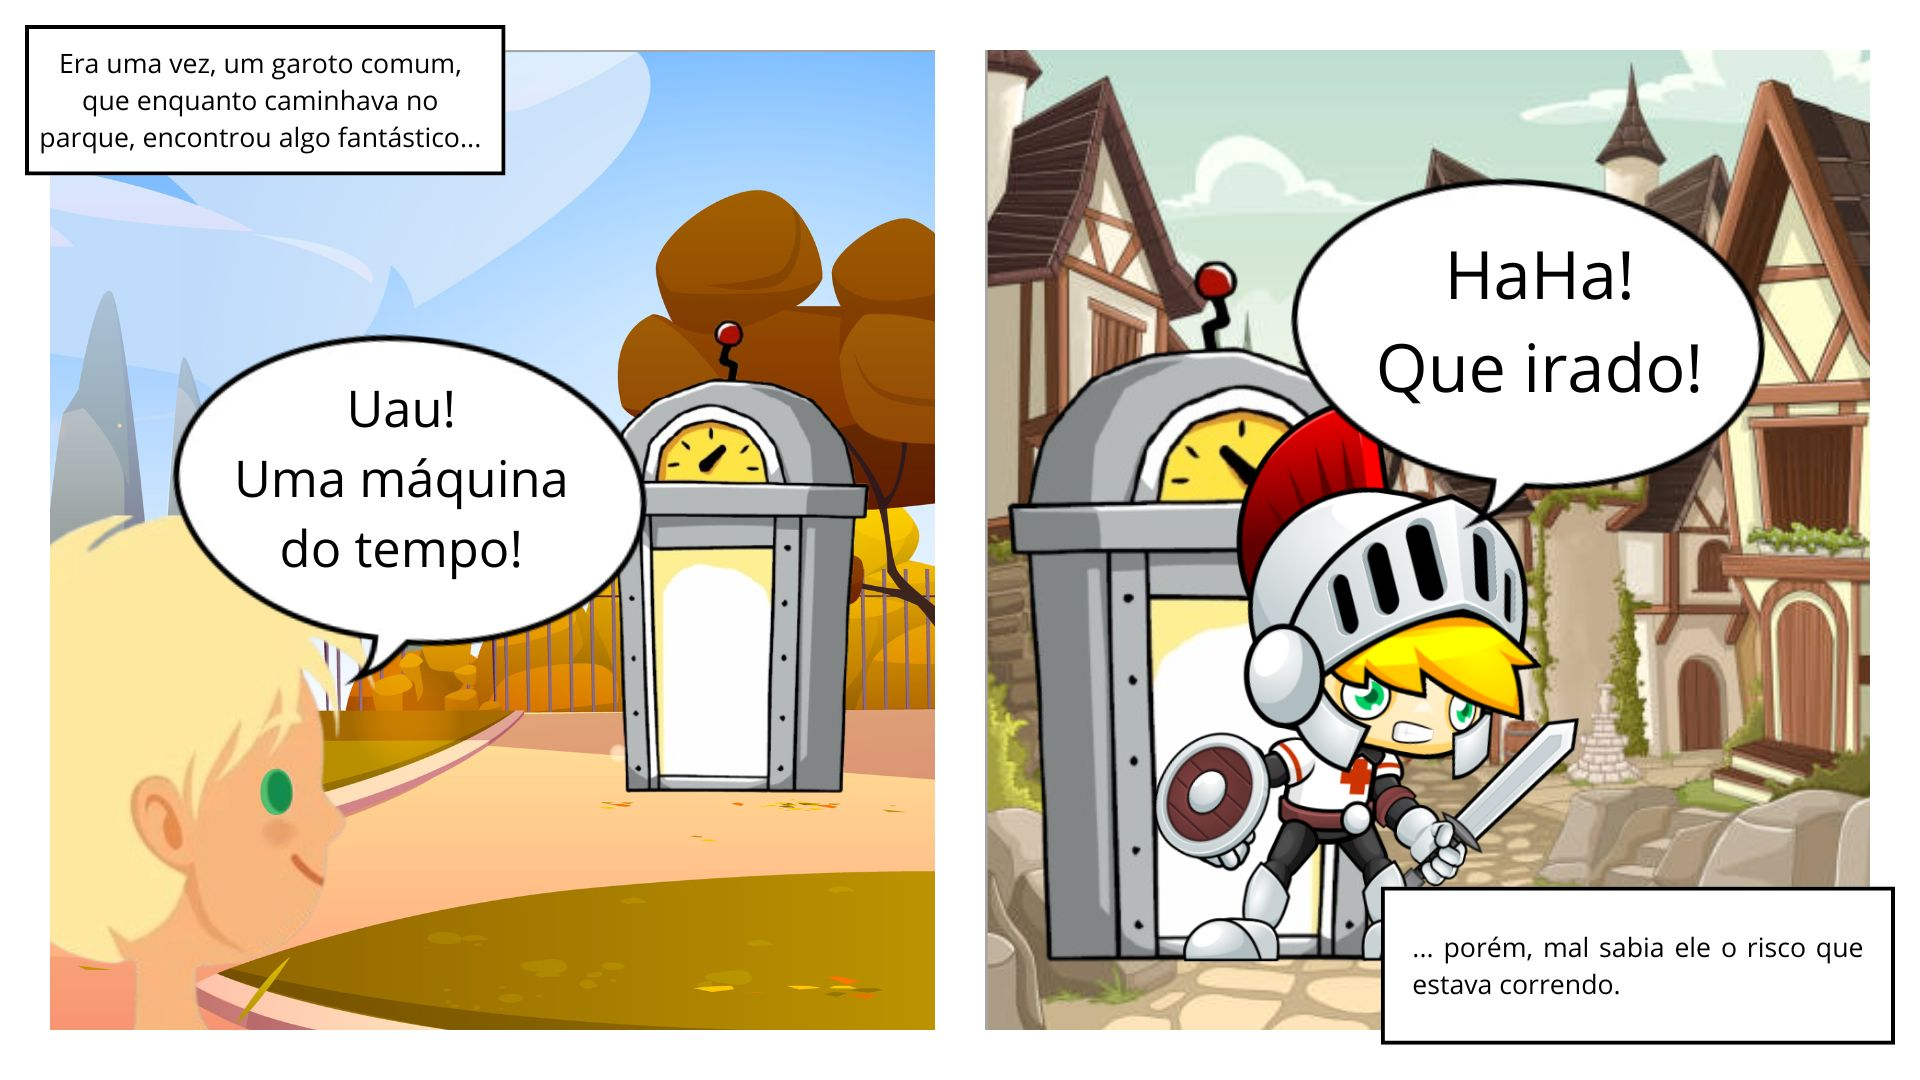 Era uma vez, um garoto comum,
que enquanto caminhava no
parque, encontrou algo fantástico...
Uau!
Uma máquina
do tempo!
HaHa!
Que irado!
... porém, mal sabia ele o risco que
estava correndo.